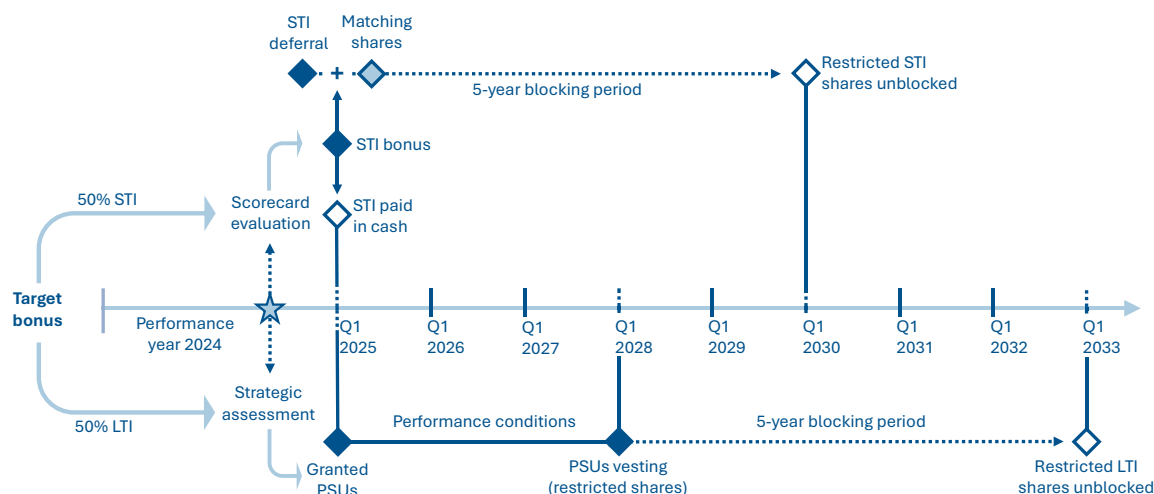 STI
deferral
Matching
shares
+
Restricted STI
shares unblocked
5-year blocking period
STI bonus
50% STI
Scorecard
evaluation
STI paid
in cash
Target
bonus
Performance
year 2024
Q1
2025
Q1
2026
Q1
2027
Q1
2028
Q1
2029
Q1
2030
Q1
2031
Q1
2032
Q1
2033
Strategic
assessment
50% LTI
Performance conditions
5-year blocking period
Granted
PSUs
PSUs vesting
(restricted shares)
Restricted LTI
shares unblocked